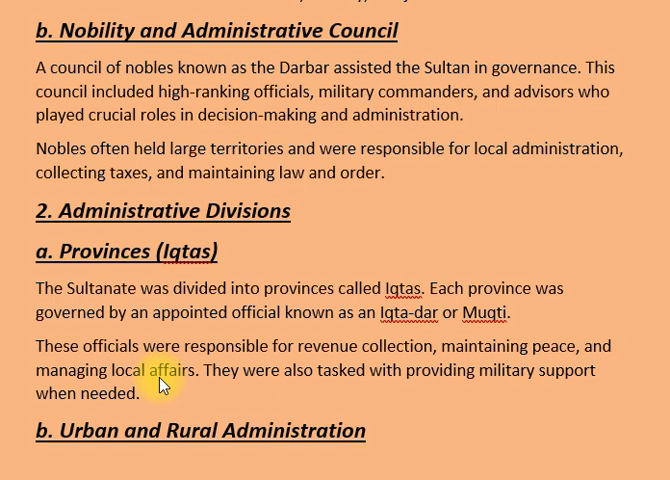 b. Nobility and Administrative Council
A council of nobles known as the Darbar assisted the Sultan in governance. This
council included high-ranking officials, military commanders, and advisors who
played crucial roles in decision-making and administration.
Nobles often held large territories and were responsible for local administration,
collecting taxes, and maintaining law and order.
2. Administrative Divisions
a. Provinces (Iqtas)
The Sultanate was divided into provinces called Iqtas. Each province was
governed by an appointed official known as an Iqta-dar or Muqti.
These officials were responsible for revenue collection, maintaining peace, and
managing local affairs. They were also tasked with providing military support
when needed.
b. Urban and Rural Administration